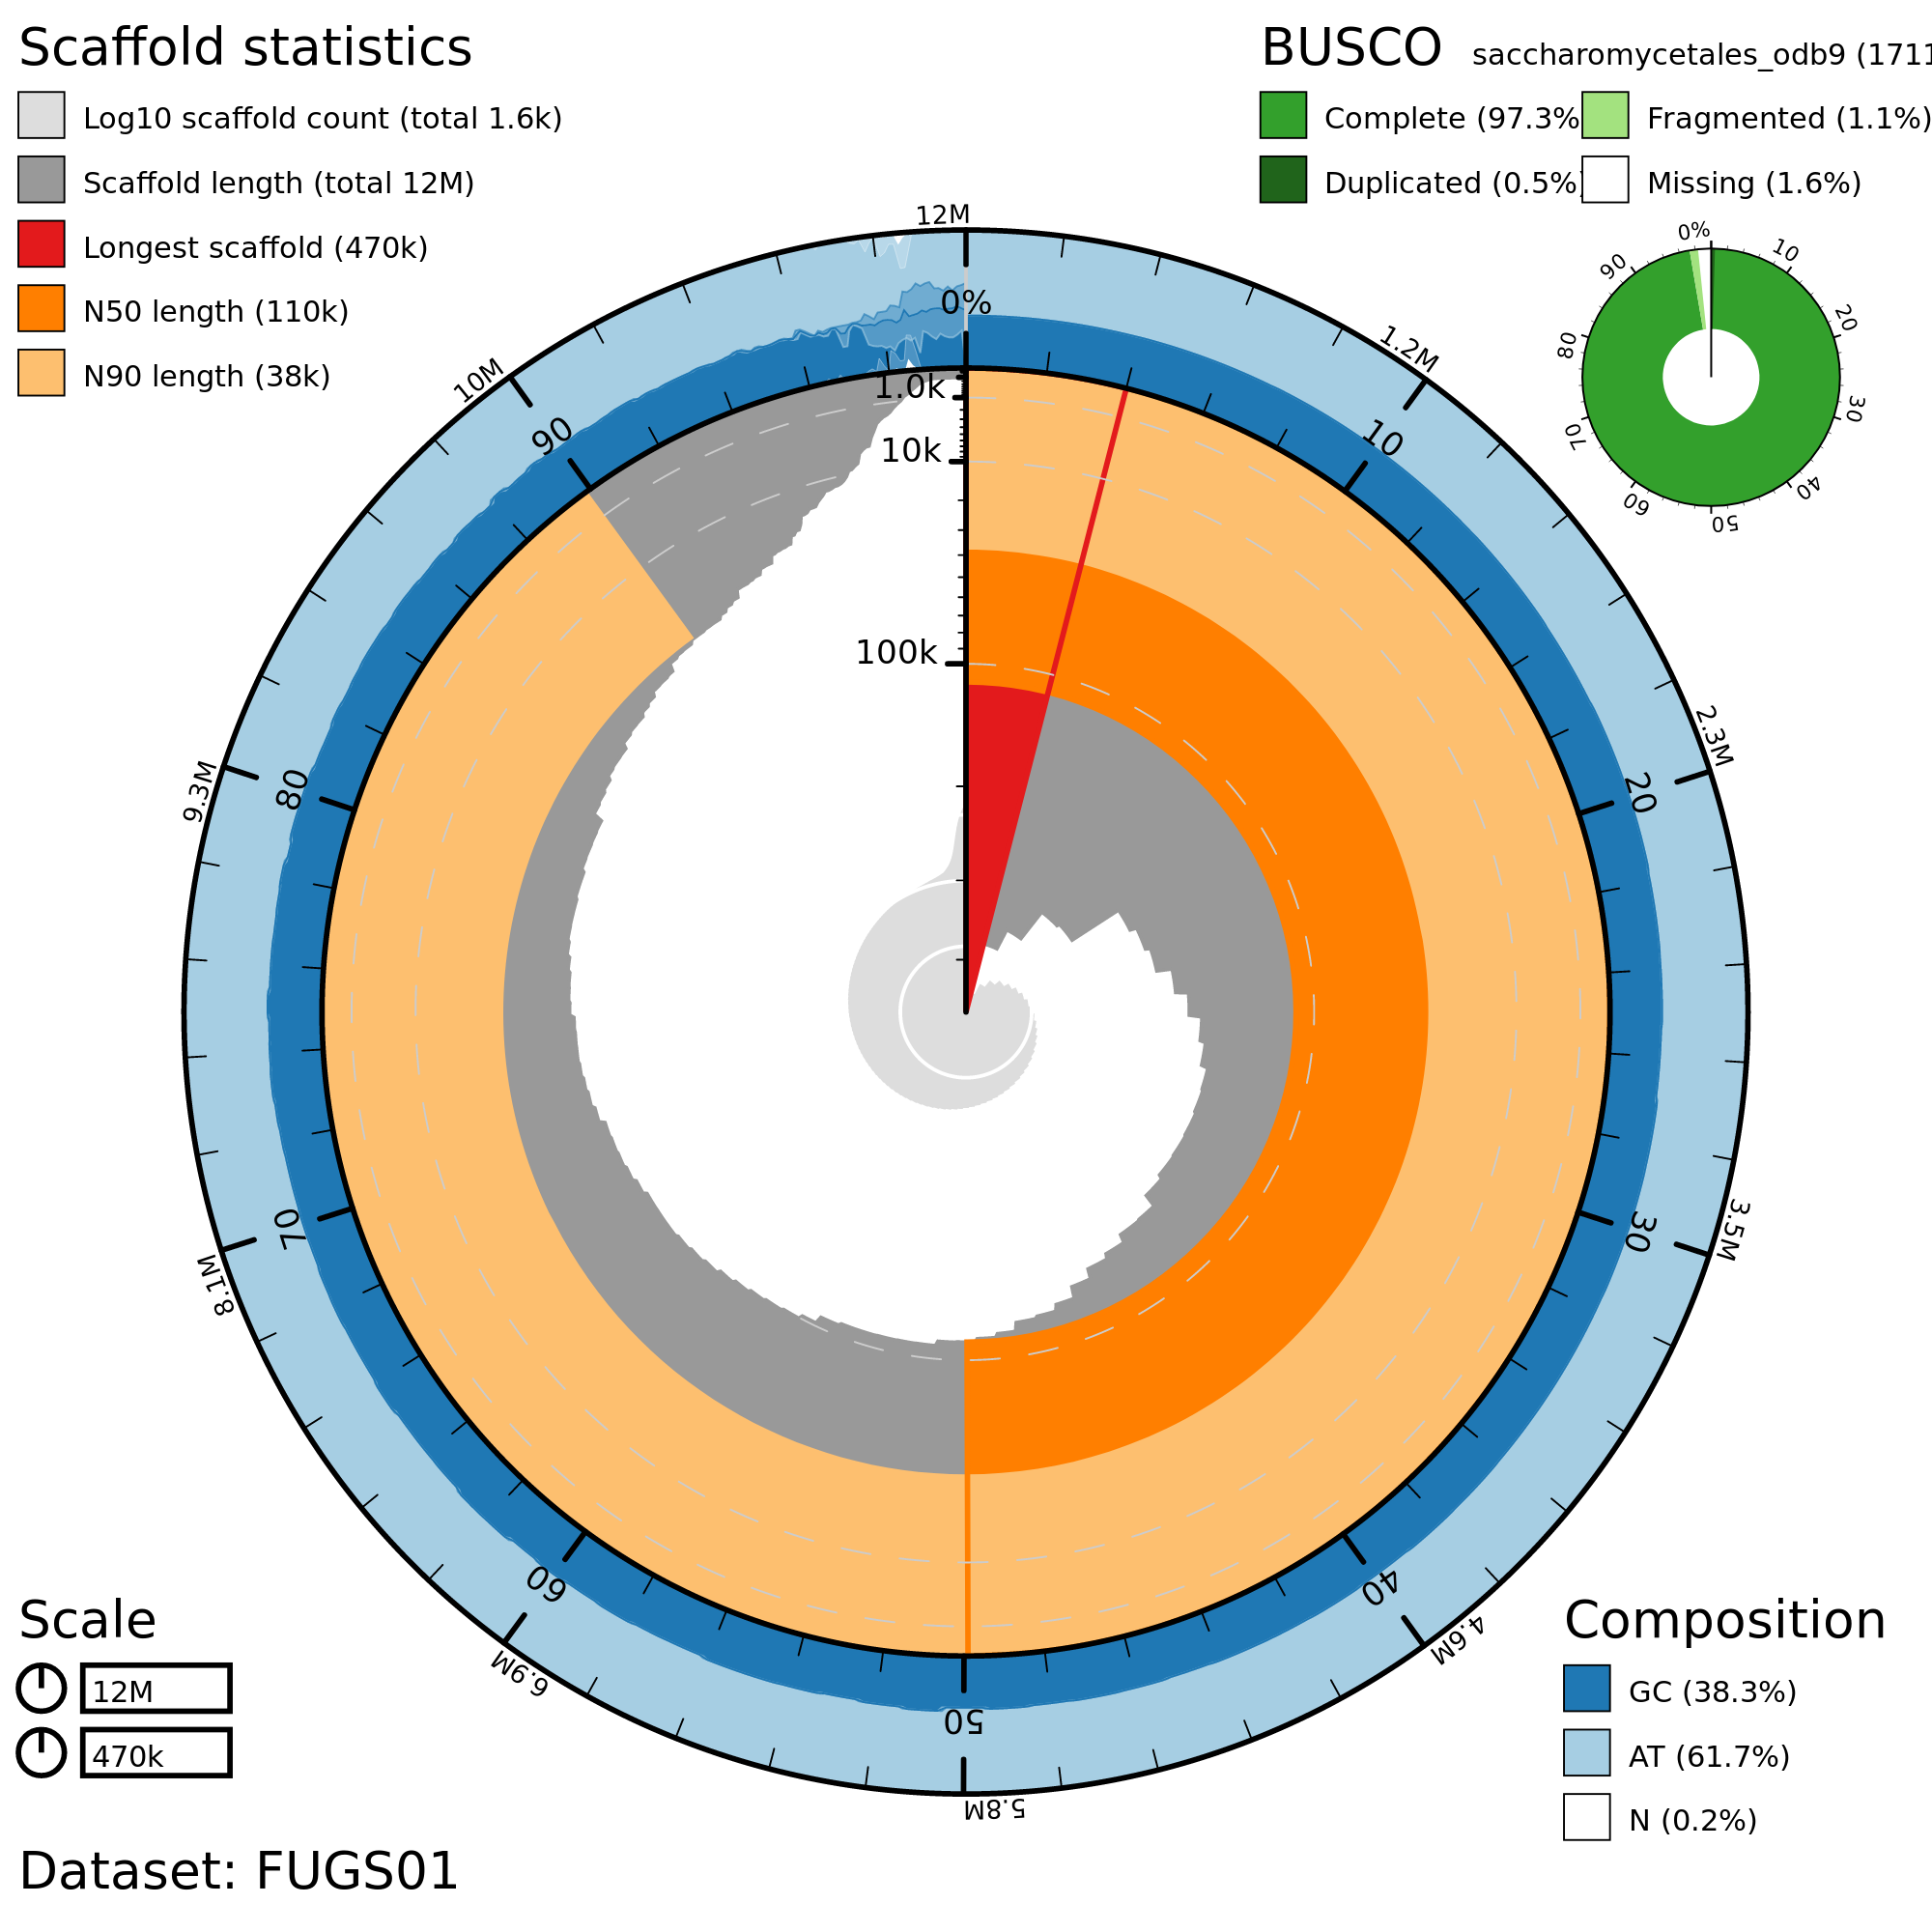 Scaffold statistics
Log10 scaffold count (total 1.6k)
Scaffold length (total 12M)
Longest scaffold (470k)
N50 length (110k)
N90 length (38k)
BUSCO saccharomycetales_odb9 (1711
Complete (97.3%
Fragmented (1.1%)
Duplicated (0.5%)
Missing (1.6%)
0%
10
20
30
40
50
60
70
80
90
12M
1.2M
2.3M
3.5M
4.6M
5.8M
6.9M
8.1M
9.3M
10M
0%
10
20
30
40
50
60
70
80
90
1.0k
10k
100k
Scale
12M
470k
Composition
GC (38.3%)
AT (61.7%)
N (0.2%)
Dataset: FUGS01